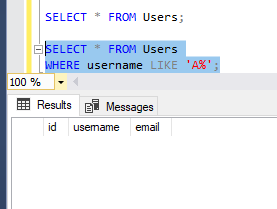 SELECT * FROM Users;
SELECT * FROM Users
WHERE username LIKE 'A%';
100 %
Results Messages
id username email